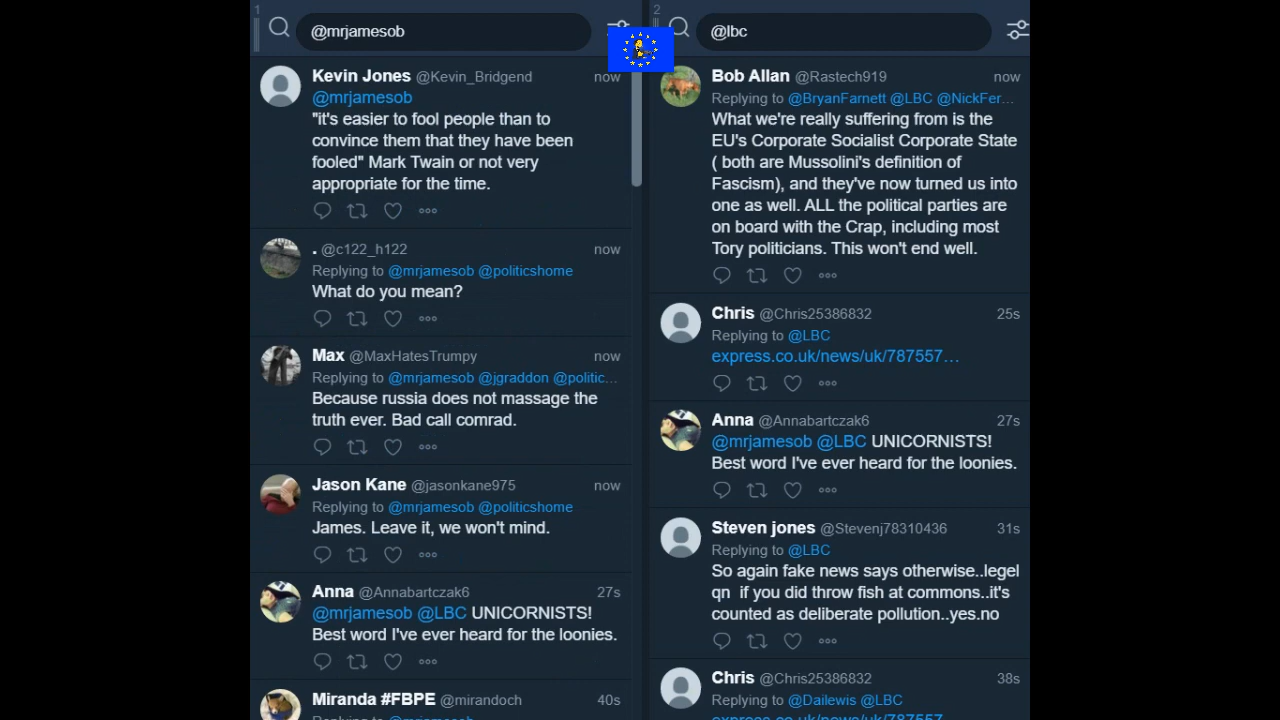 1
@mrjamesob
Kevin Jones @Kevin_Bridgend now
@mrjamesob
"it's easier to fool people than to
convince them that they have been
fooled" Mark Twain or not very
appropriate for the time.
. @c122_h122 now
Replying to @mrjamesob @politicshome
What do you mean?
Max @MaxHatesTrumpy now
Replying to @mrjamesob @jgraddon @politic...
Because russia does not massage the
truth ever. Bad call comrad.
Jason Kane @jasonkane975 now
Replying to @mrjamesob @politicshome
James. Leave it, we won't mind.
Anna @Annabartczak6 27s
@mrjamesob @LBC UNICORNISTS!
Best word I've ever heard for the loonies.
Miranda #FBPE @mirandoch 40s
Replying to @mrjamesob
2
@lbc
Bob Allan @Rastech919 now
Replying to @BryanFarnett @LBC @NickFer...
What we're really suffering from is the
EU's Corporate Socialist Corporate State
( both are Mussolini's definition of
Fascism), and they've now turned us into
one as well. ALL the political parties are
on board with the Crap, including most
Tory politicians. This won't end well.
Chris @Chris25386832 25s
Replying to @LBC
express.co.uk/news/uk/787557...
Anna @Annabartczak6 27s
@mrjamesob @LBC UNICORNISTS!
Best word I've ever heard for the loonies.
Steven jones @Stevenj78310436 31s
Replying to @LBC
So again fake news says otherwise..legel
qn if you did throw fish at commons..it's
counted as deliberate pollution..yes.no
Chris @Chris25386832 38s
Replying to @Dailewis @LBC
express.co.uk/news/uk/787557...